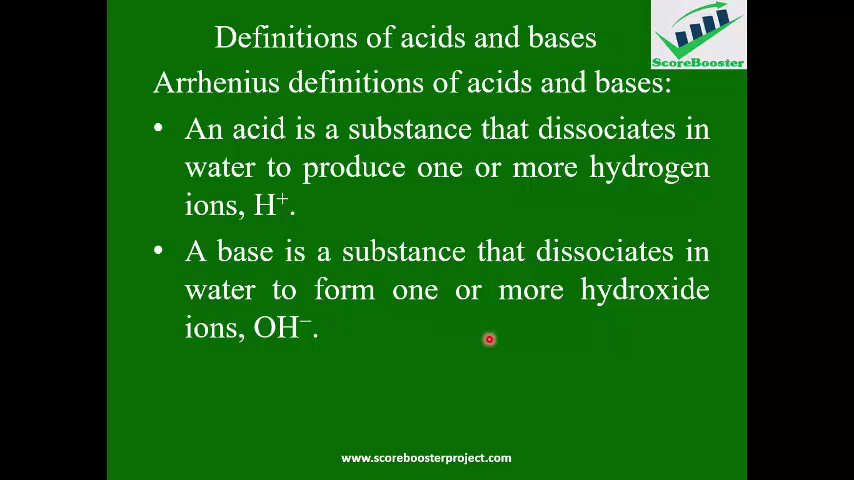 Definitions of acids and bases
ScoreBooster
Arrhenius definitions of acids and bases:
• An acid is a substance that dissociates in
water to produce one or more hydrogen
ions, H⁺.
• A base is a substance that dissociates in
water to form one or more hydroxide
ions, OH⁻.
www.scoreboosterproject.com